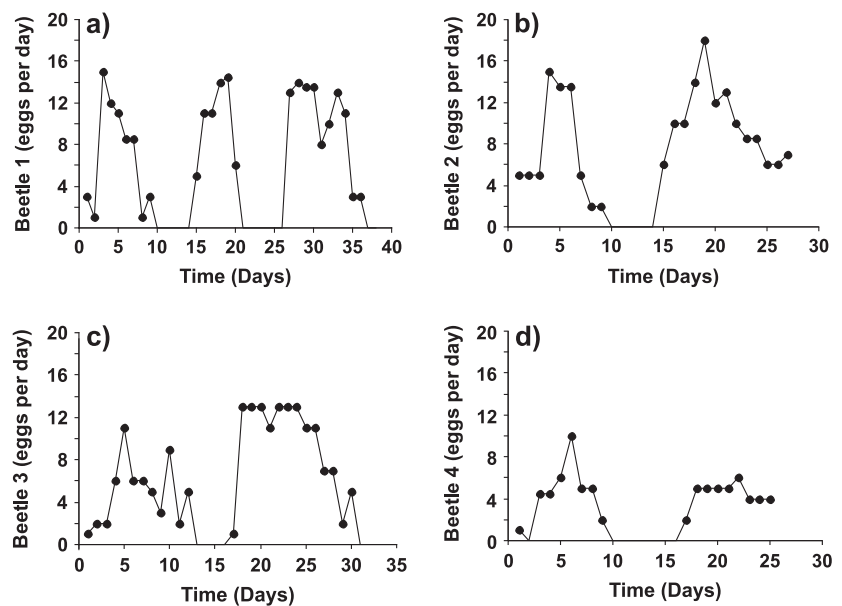 a)
Beetle 1 (eggs per day)
20
16
12
8
4
0
0 5 10 15 20 25 30 35 40
Time (Days)
b)
Beetle 2 (eggs per day)
20
16
12
8
4
0
0 5 10 15 20 25 30
Time (Days)
c)
Beetle 3 (eggs per day)
20
16
12
8
4
0
0 5 10 15 20 25 30 35
Time (Days)
d)
Beetle 4 (eggs per day)
20
16
12
8
4
0
0 5 10 15 20 25 30
Time (Days)